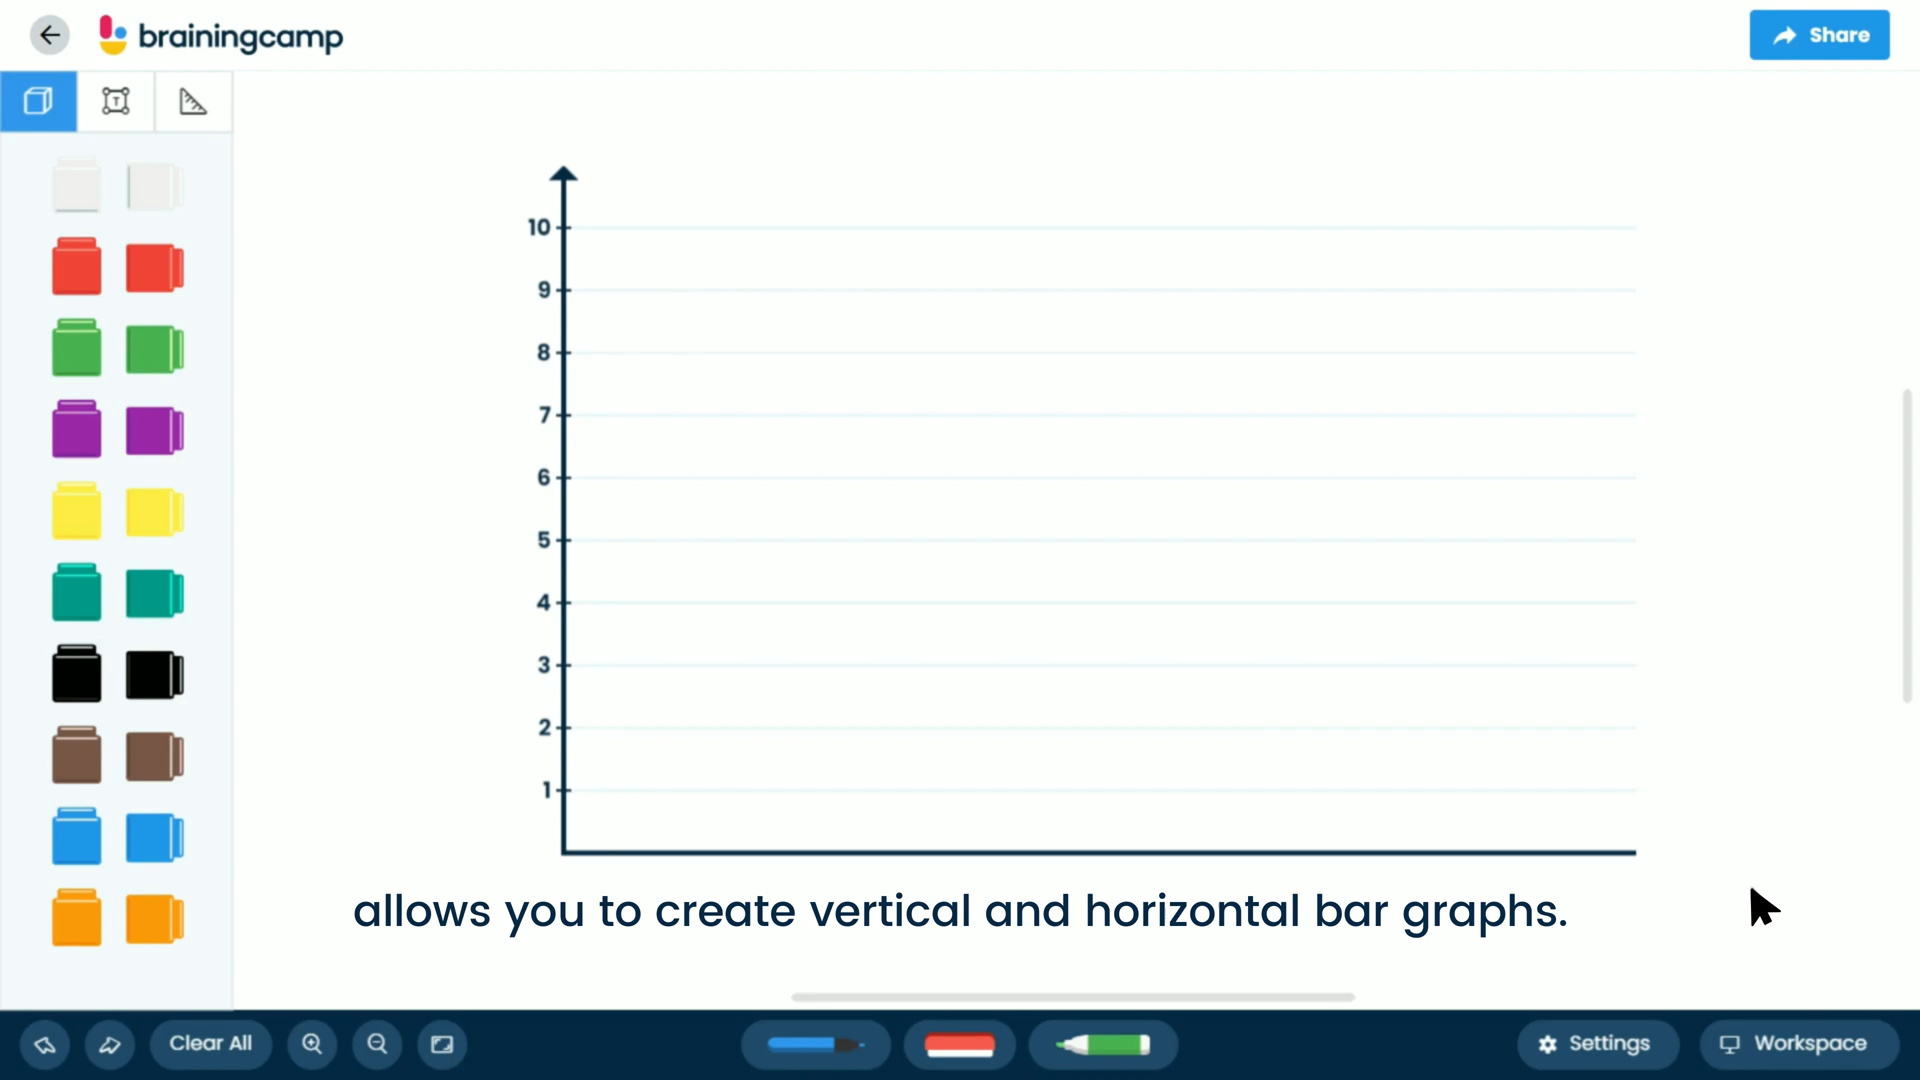 brainingcamp
Share
T
10
9
8
7
6
5
4
3
2
1
allows you to create vertical and horizontal bar graphs.
Clear All
Settings
Workspace